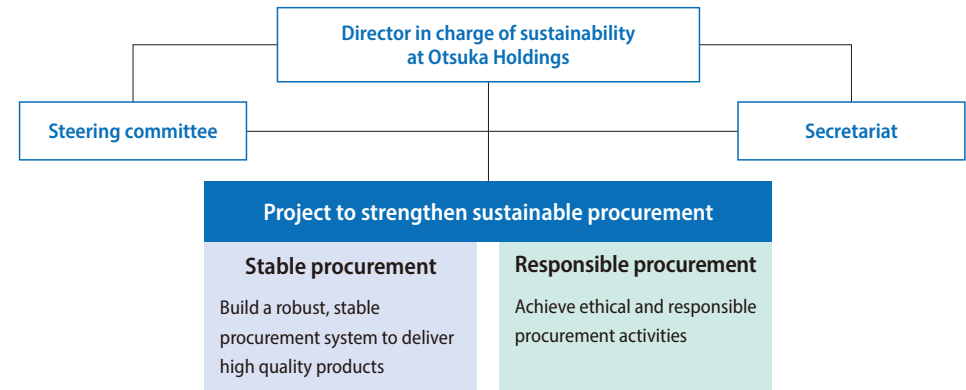 Director in charge of sustainability
at Otsuka Holdings
Steering committee
Secretariat
Project to strengthen sustainable procurement
Stable procurement
Build a robust, stable
procurement system to deliver
high quality products
Responsible procurement
Achieve ethical and responsible
procurement activities